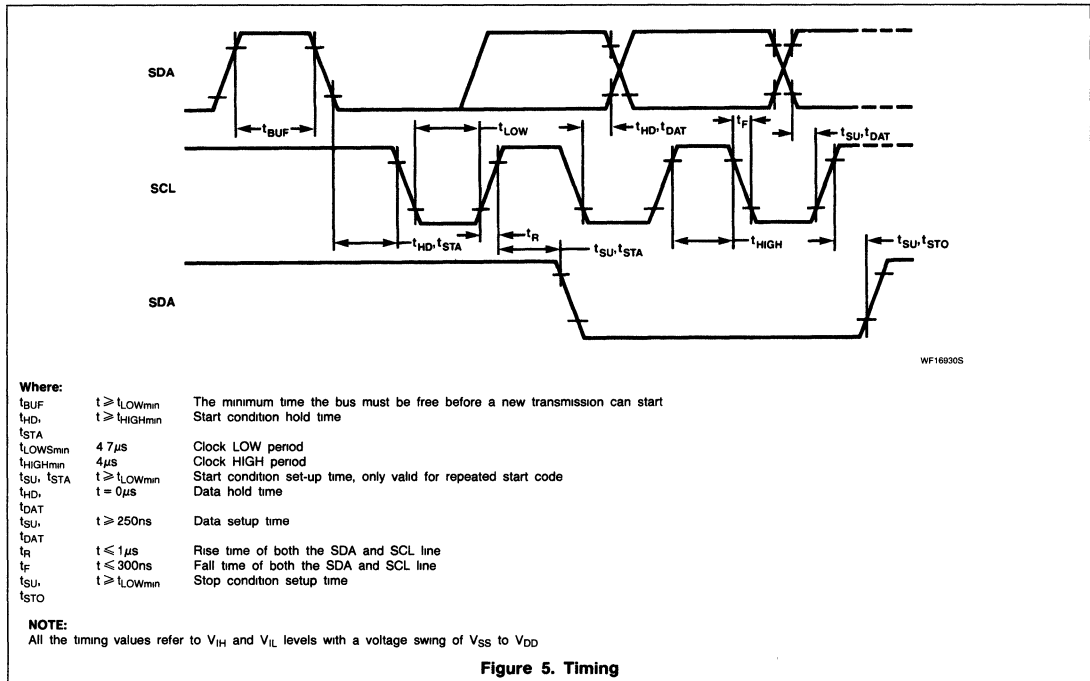 SDA
tBUF
tLOW
tHD,tDAT
tF
tSU,tDAT
SCL
tHD,tSTA
tR
tSU,tSTA
tHIGH
tSU,tSTO
SDA
WF16930S
Where:
tBUF t ≥ tLOWmin The minimum time the bus must be free before a new transmission can start
tHD, t ≥ tHIGHmin Start condition hold time
tSTA
tLOWSmin 4 7μs Clock LOW period
tHIGHmin 4μs Clock HIGH period
tSU, tSTA t ≥ tLOWmin Start condition set-up time, only valid for repeated start code
tHD, t = 0μs Data hold time
tDAT
tSU, t ≥ 250ns Data setup time
tDAT
tR t ≤ 1μs Rise time of both the SDA and SCL line
tF t ≤ 300ns Fall time of both the SDA and SCL line
tSU, t ≥ tLOWmin Stop condition setup time
tSTO
NOTE:
All the timing values refer to VIH and VIL levels with a voltage swing of VSS to VDD
Figure 5. Timing